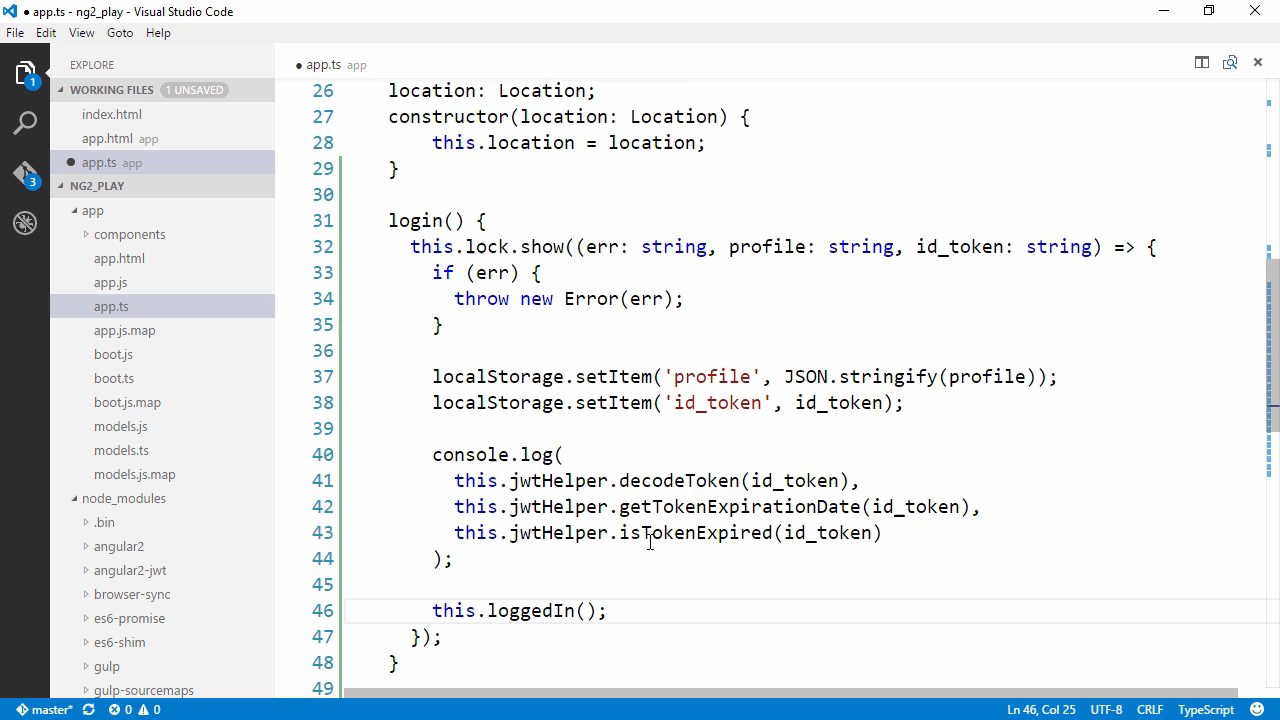 app.ts - ng2_play - Visual Studio Code
File Edit View Goto Help
EXPLORE
WORKING FILES 1 UNSAVED
index.html
app.html app
app.ts app
NG2_PLAY
app
components
app.html
app.js
app.ts
app.js.map
boot.js
boot.ts
boot.js.map
models.js
models.ts
models.js.map
node_modules
.bin
angular2
angular2-jwt
browser-sync
es6-promise
es6-shim
gulp
gulp-sourcemaps
1
3
app.ts app
26 location: Location;
27 constructor(location: Location) {
28 this.location = location;
29 }
30
31 login() {
32 this.lock.show((err: string, profile: string, id_token: string) => {
33 if (err) {
34 throw new Error(err);
35 }
36
37 localStorage.setItem('profile', JSON.stringify(profile));
38 localStorage.setItem('id_token', id_token);
39
40 console.log(
41 this.jwtHelper.decodeToken(id_token),
42 this.jwtHelper.getTokenExpirationDate(id_token),
43 this.jwtHelper.isTokenExpired(id_token)
44 );
45
46 this.loggedIn();
47 });
48 }
49
master* 0 0 Ln 46, Col 25 UTF-8 CRLF TypeScript